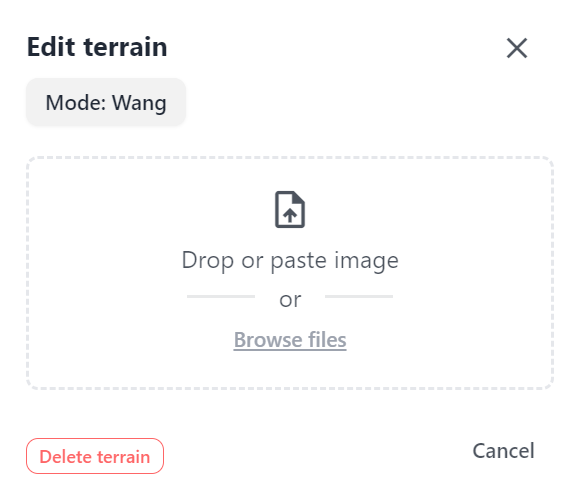 Edit terrain
Mode: Wang
Drop or paste image
or
Browse files
Delete terrain
Cancel